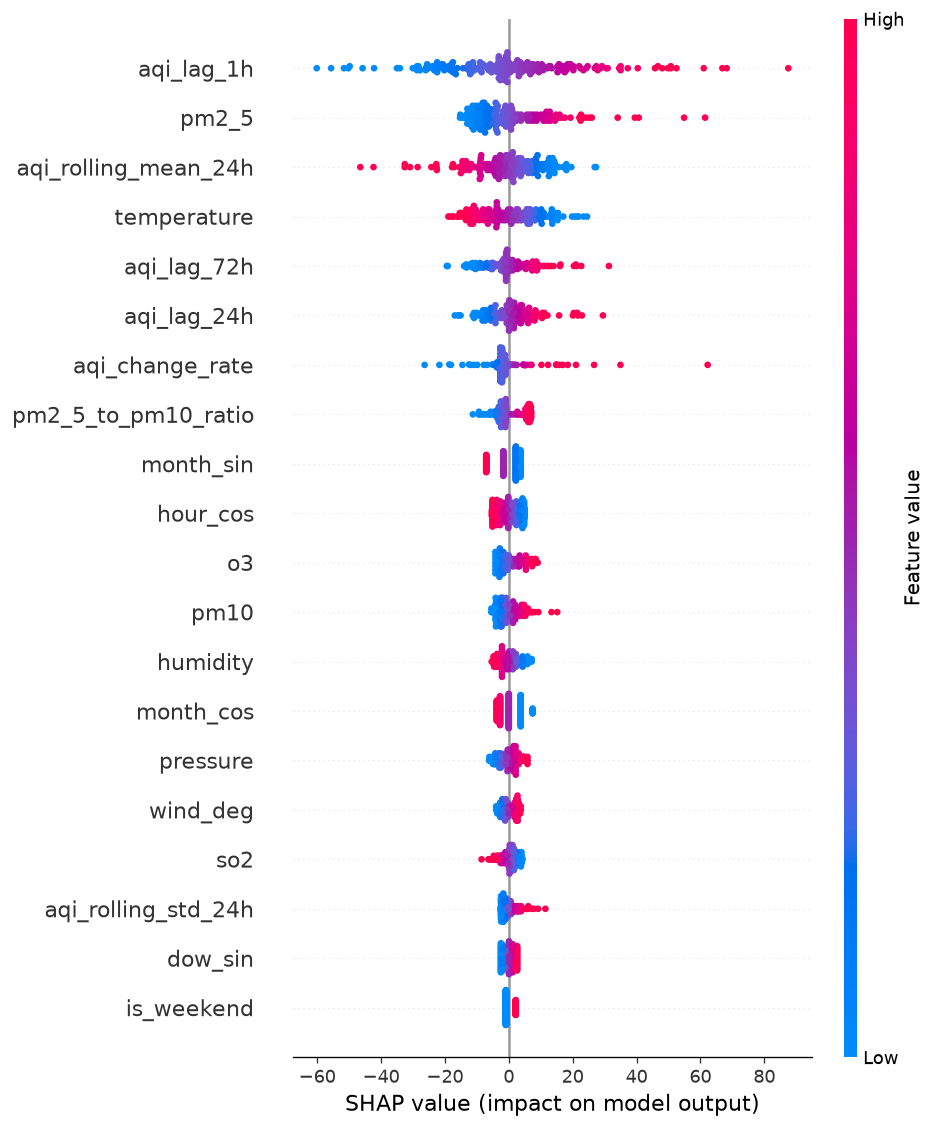 High
aqi_lag_1h
pm2_5
aqi_rolling_mean_24h
temperature
aqi_lag_72h
aqi_lag_24h
aqi_change_rate
pm2_5_to_pm10_ratio
month_sin
hour_cos
o3
pm10
humidity
month_cos
pressure
wind_deg
so2
aqi_rolling_std_24h
dow_sin
is_weekend
Feature value
Low
−60 −40 −20 0 20 40 60 80
SHAP value (impact on model output)